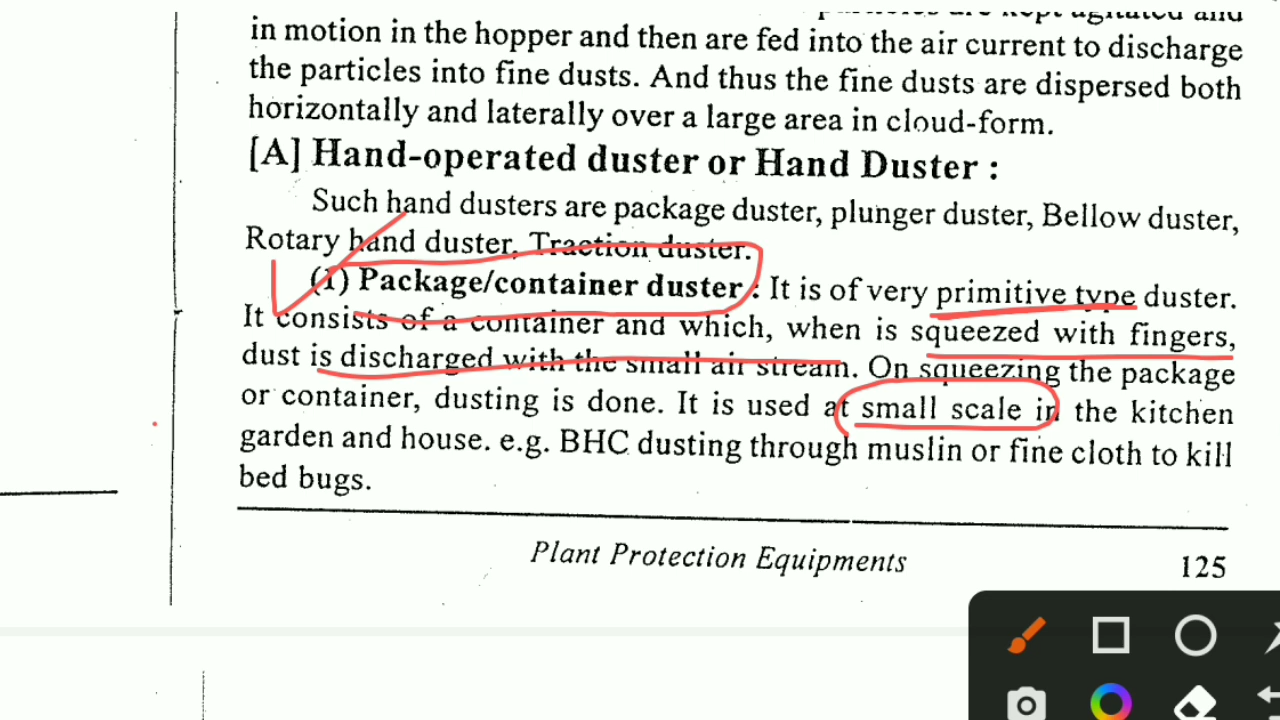 particles are kept agitated and
in motion in the hopper and then are fed into the air current to discharge
the particles into fine dusts. And thus the fine dusts are dispersed both
horizontally and laterally over a large area in cloud-form.
[A] Hand-operated duster or Hand Duster :
Such hand dusters are package duster, plunger duster, Bellow duster,
Rotary hand duster, Traction duster.
(1) Package/container duster : It is of very primitive type duster.
It consists of a container and which, when is squeezed with fingers,
dust is discharged with the small air stream. On squeezing the package
or container, dusting is done. It is used at small scale in the kitchen
garden and house. e.g. BHC dusting through muslin or fine cloth to kill
bed bugs.
Plant Protection Equipments 125